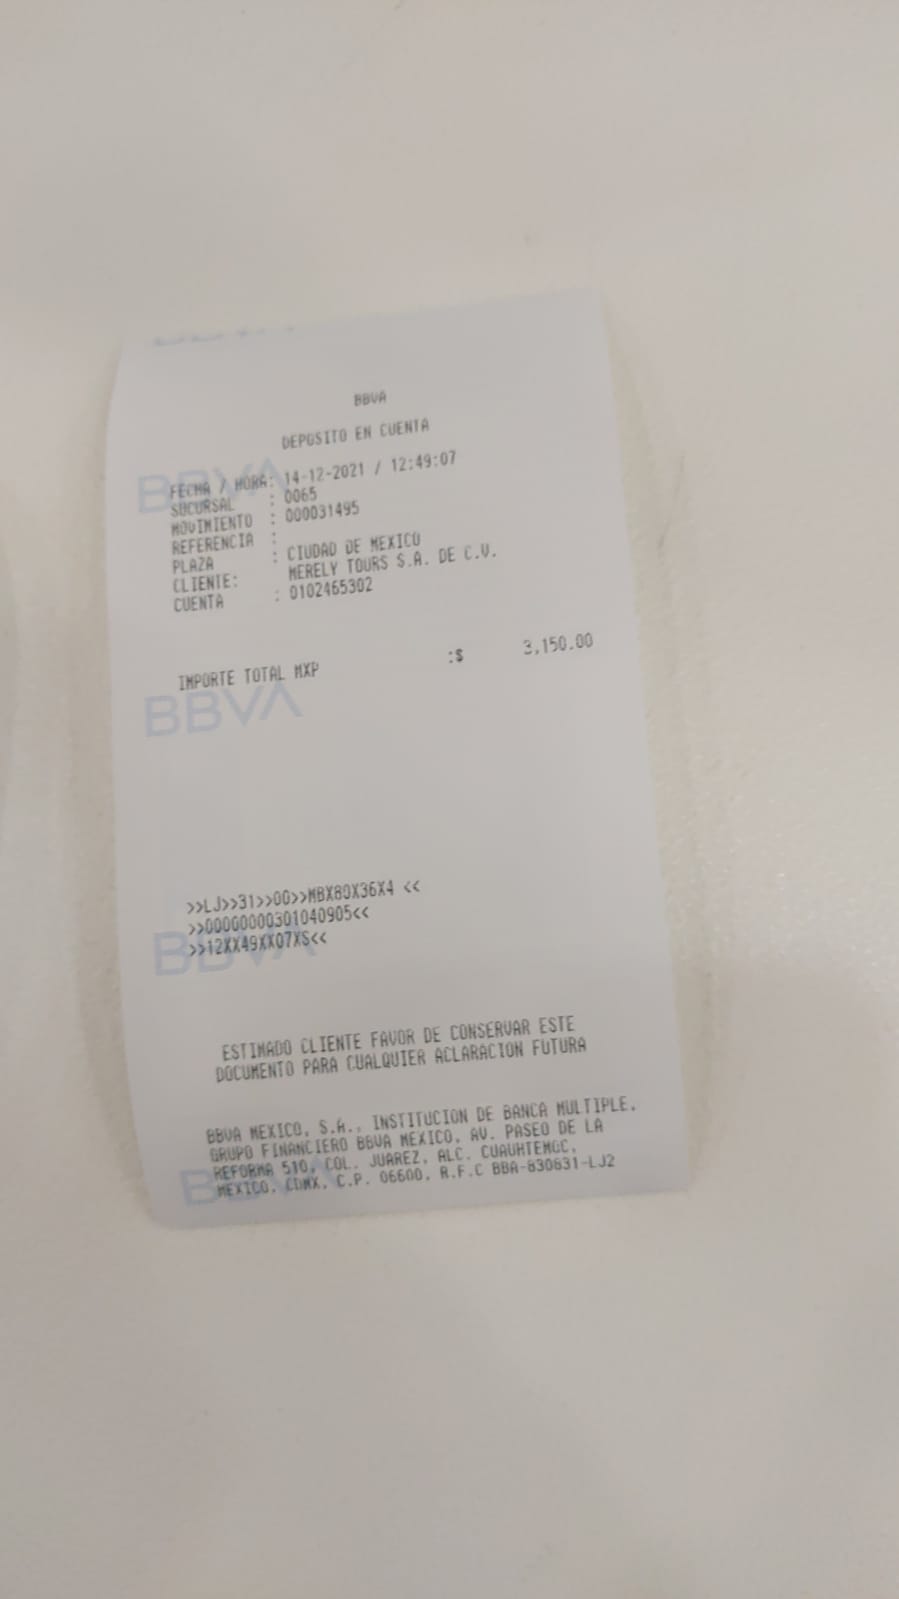 BBVA
DEPOSITO EN CUENTA
FECHA / HORA: 14-12-2021 / 12:49:07
SUCURSAL : 0065
MOVIMIENTO : 000031495
REFERENCIA :
PLAZA : CIUDAD DE MEXICO
CLIENTE: MERELY TOURS S.A. DE C.V.
CUENTA : 0102465302
IMPORTE TOTAL MXP :$ 3,150.00
BBVA
>>LJ>>31>>00>>MBX80X36X4 <<
>>00000000301040905<<
>>12XX49XX07XS<<
ESTIMADO CLIENTE FAVOR DE CONSERVAR ESTE
DOCUMENTO PARA CUALQUIER ACLARACION FUTURA
BBVA MEXICO, S.A., INSTITUCION DE BANCA MULTIPLE,
GRUPO FINANCIERO BBVA MEXICO, AV. PASEO DE LA
REFORMA 510, COL. JUAREZ, ALC. CUAUHTEMOC,
MEXICO, CDMX, C.P. 06600, R.F.C BBA-830831-LJ2